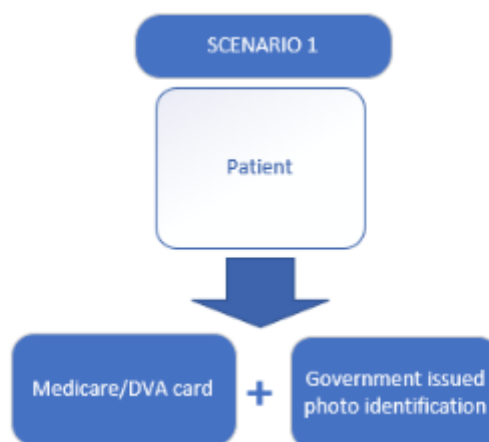 SCENARIO 1
Patient
Medicare/DVA card
+
Government issued
photo identification